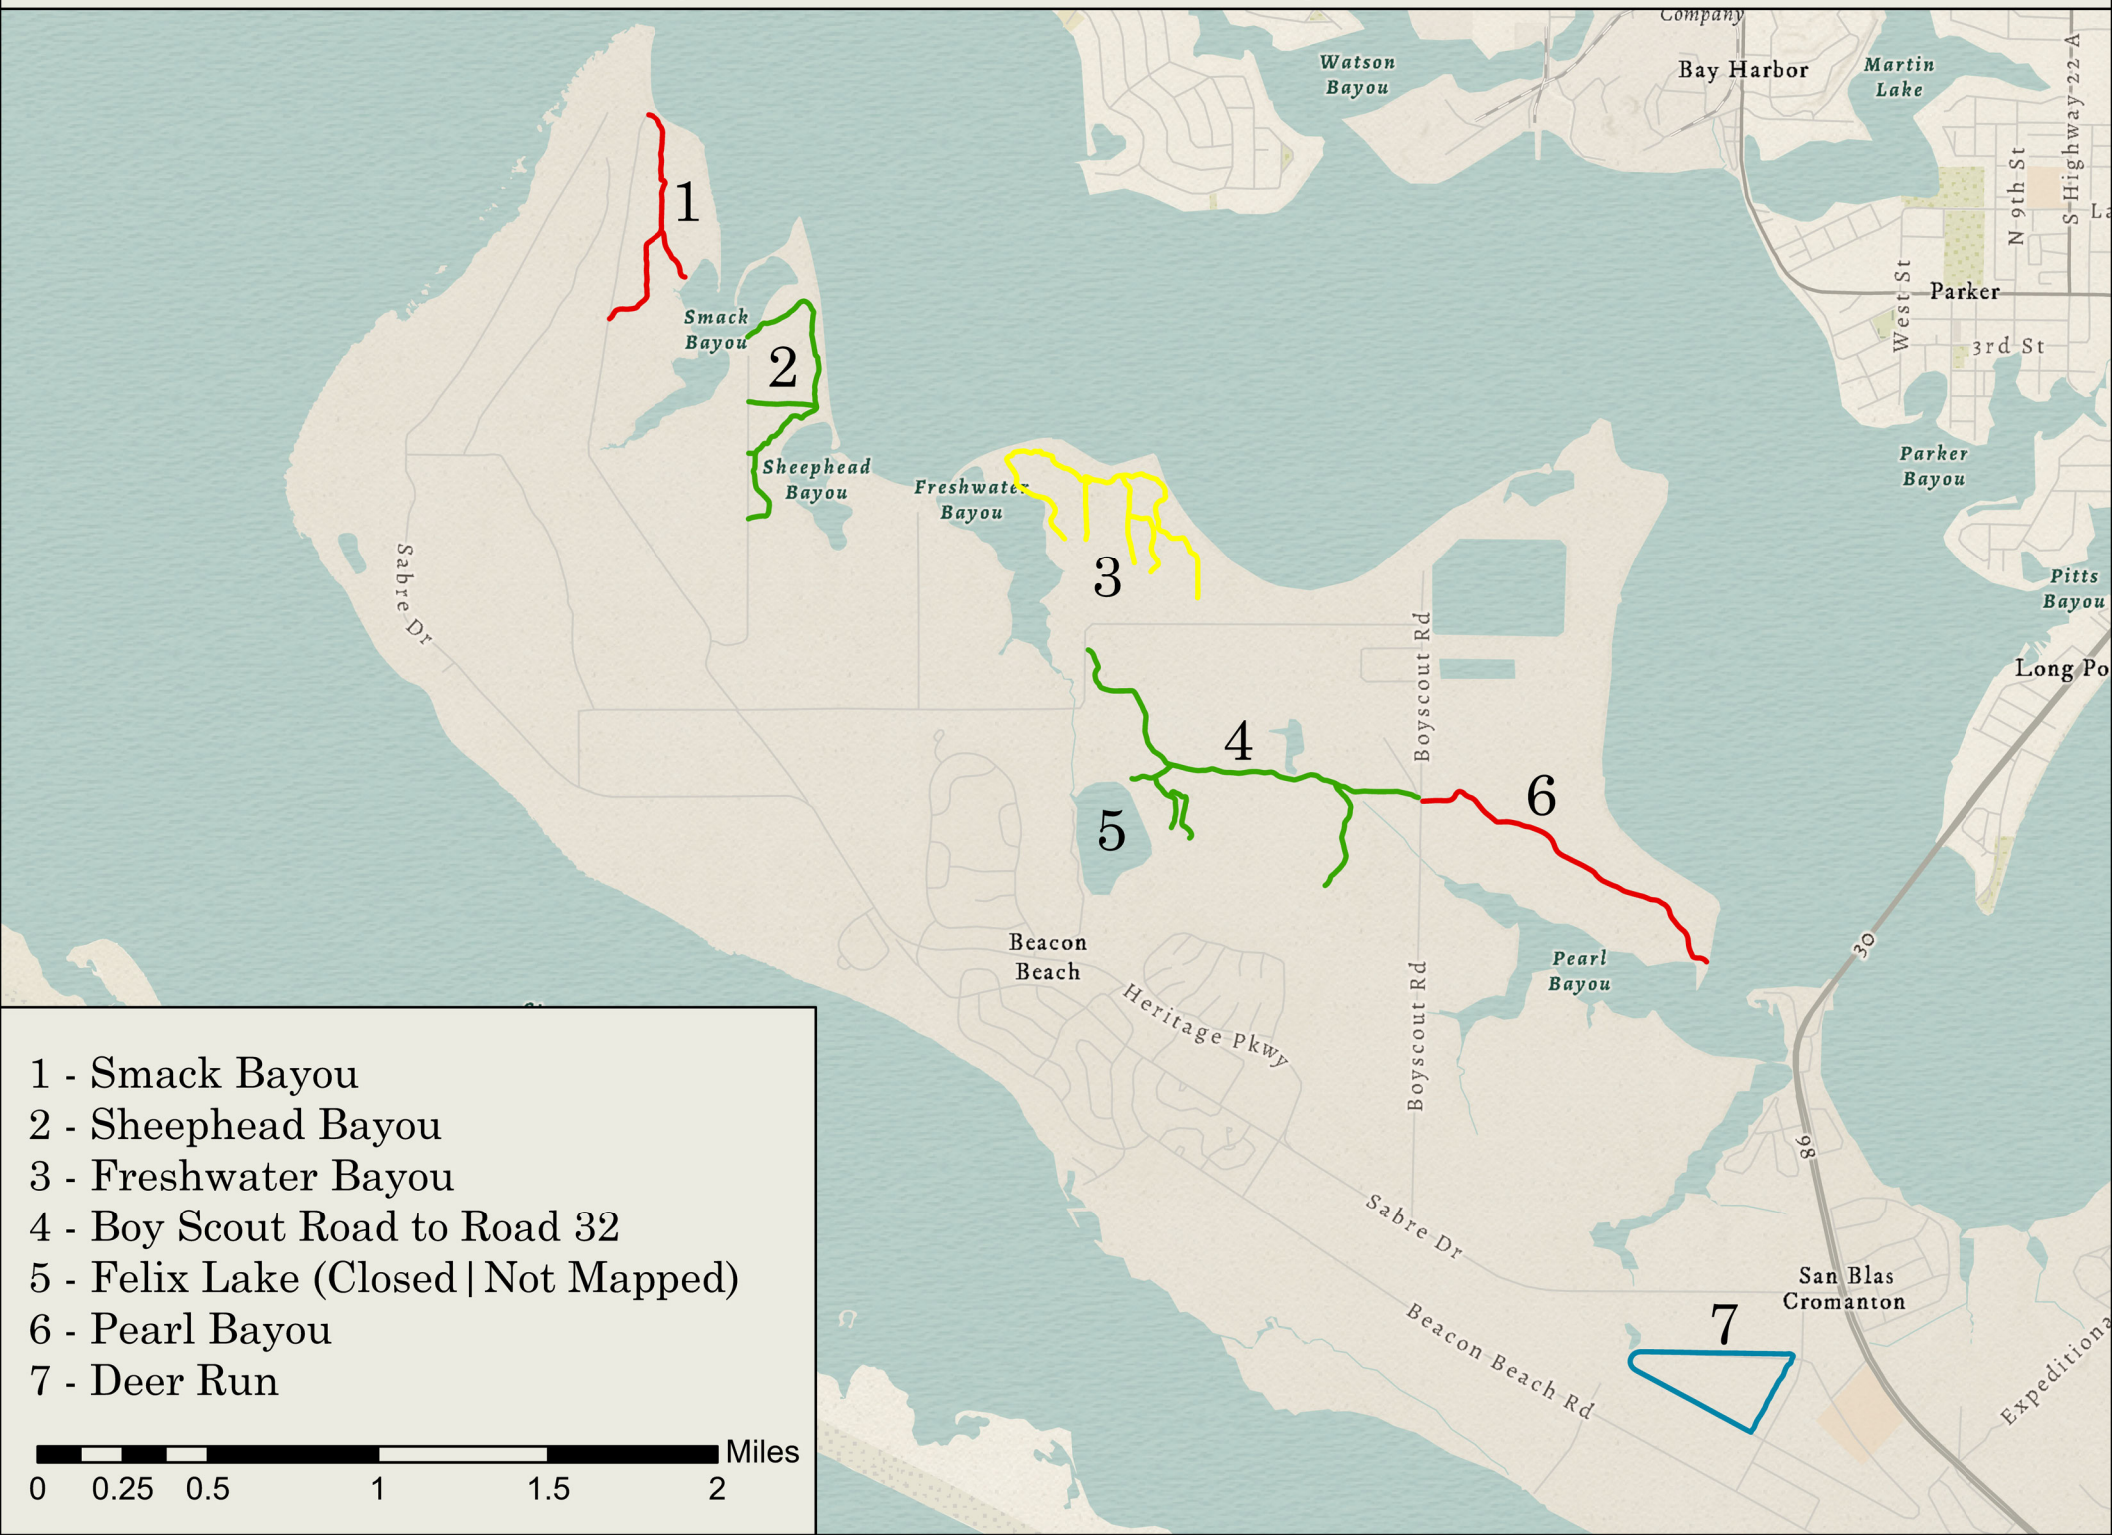 Company
Bay Harbor
Watson
Bayou
Martin
Lake
S Highway 22-A
N 9th St
1
West St
Parker
3rd St
Smack
Bayou
2
Sheephead
Bayou
Freshwater
Bayou
Parker
Bayou
3
Pitts
Bayou
Sabre Dr
Boyscout Rd
Long Po
4
5
6
Beacon
Beach
30
Pearl
Bayou
Heritage Pkwy
Boyscout Rd
98
Sabre Dr
San Blas
Cromanton
Beacon Beach Rd
7
Expeditiona
1 - Smack Bayou
2 - Sheephead Bayou
3 - Freshwater Bayou
4 - Boy Scout Road to Road 32
5 - Felix Lake (Closed|Not Mapped)
6 - Pearl Bayou
7 - Deer Run
Miles
0 0.25 0.5 1 1.5 2